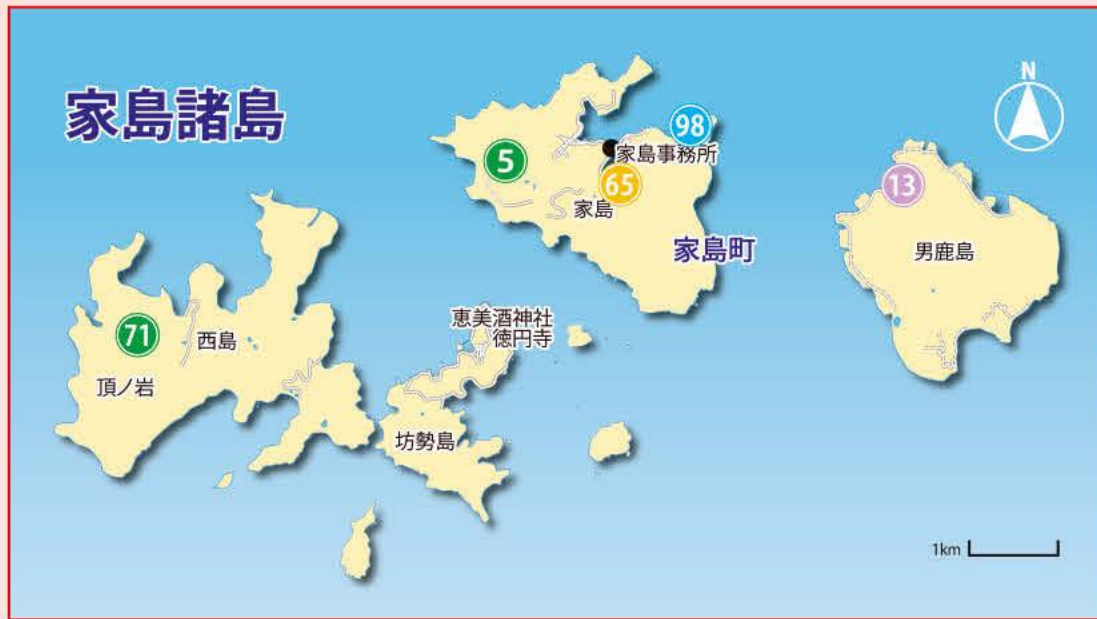 家島諸島
N
98
家島事務所
5
65
13
家島
家島町
男鹿島
恵美酒神社
徳円寺
71
西島
頂ノ岩
坊勢島
1km